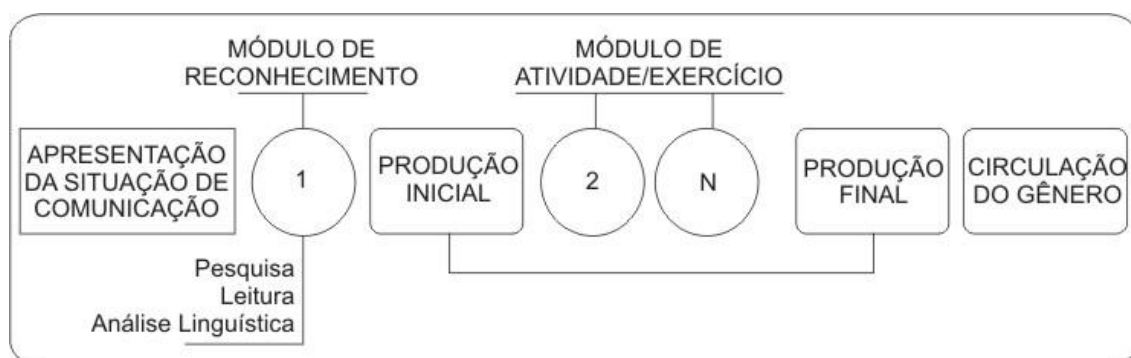 MÓDULO DE
RECONHECIMENTO
MÓDULO DE
ATIVIDADE/EXERCÍCIO
APRESENTAÇÃO
DA SITUAÇÃO DE
COMUNICAÇÃO
1
PRODUÇÃO
INICIAL
2
N
PRODUÇÃO
FINAL
CIRCULAÇÃO
DO GÊNERO
Pesquisa
Leitura
Análise Linguística